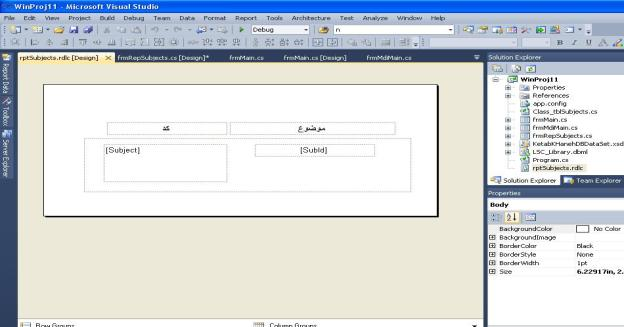 WinProj11 - Microsoft Visual Studio
File Edit View Project Build Debug Team Data Format Report Tools Architecture Test Analyze Window Help
Debug n
rptSubjects.rdlc [Design] frmRepSubjects.cs [Design]* frmMain.cs frmMain.cs [Design] frmMdiMain.cs
Report Data
Toolbox
Server Explorer
موضوع کد
[Subject] [SubId]
Row Groups Column Groups
Solution Explorer
WinProj11
Properties
References
app.config
Class_tblSubjects.cs
frmMain.cs
frmMdiMain.cs
frmRepSubjects.cs
KetabKHanehDBDataSet.xsd
LSC_Library.dbml
Program.cs
rptSubjects.rdlc
Solution Explorer Team Explorer
Properties
Body
BackgroundColor No Color
BackgroundImage
BorderColor Black
BorderStyle None
BorderWidth 1pt
Size 6.22917in, 2.